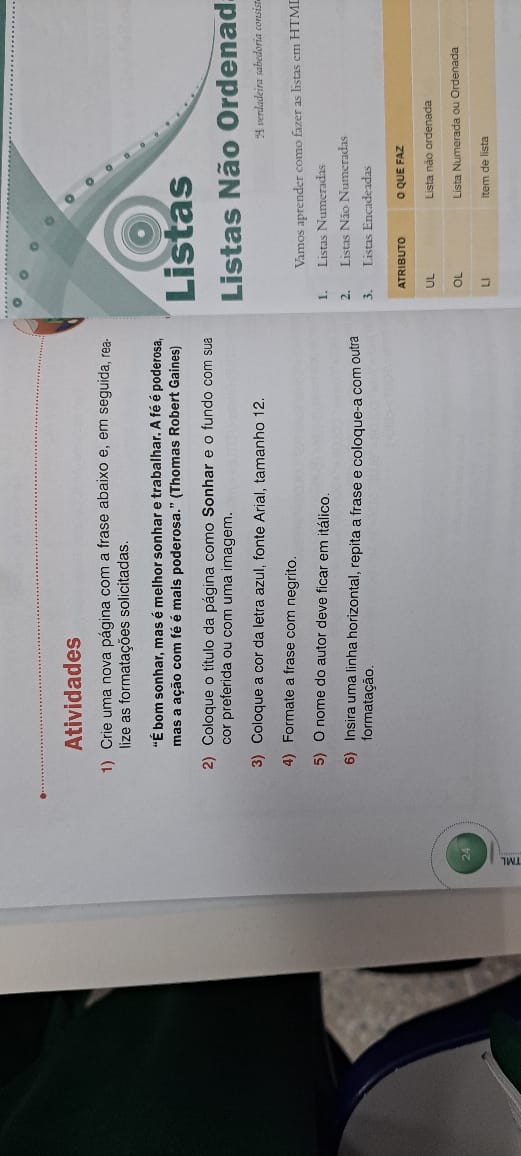 Atividades
1) Crie uma nova página com a frase abaixo e, em seguida, rea-
lize as formatações solicitadas.
“É bom sonhar, mas é melhor sonhar e trabalhar. A fé é poderosa,
mas a ação com fé é mais poderosa.” (Thomas Robert Gaines)
2) Coloque o título da página como Sonhar e o fundo com sua
cor preferida ou com uma imagem.
3) Coloque a cor da letra azul, fonte Arial, tamanho 12.
4) Formate a frase com negrito.
5) O nome do autor deve ficar em itálico.
6) Insira uma linha horizontal, repita a frase e coloque-a com outra
formatação.
24
Listas
Listas Não Ordenad
A verdadeira sabedoria consist
Vamos aprender como fazer as listas em HTML
1. Listas Numeradas
2. Listas Não Numeradas
3. Listas Encadeadas
ATRIBUTO O QUE FAZ
UL Lista não ordenada
OL Lista Numerada ou Ordenada
LI Item de lista